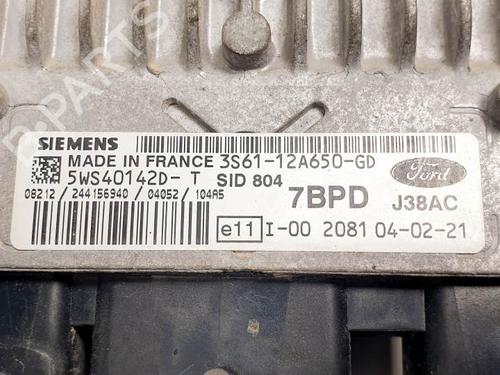 SIEMENS
MADE IN FRANCE 3S61-12A650-GD
5WS40142D-T SID 804
06212 / 244156940 / 04052 / 104A5
7BPD
Ford
J38AC
e11 I-00 2081 04-02-21
B-PARTS